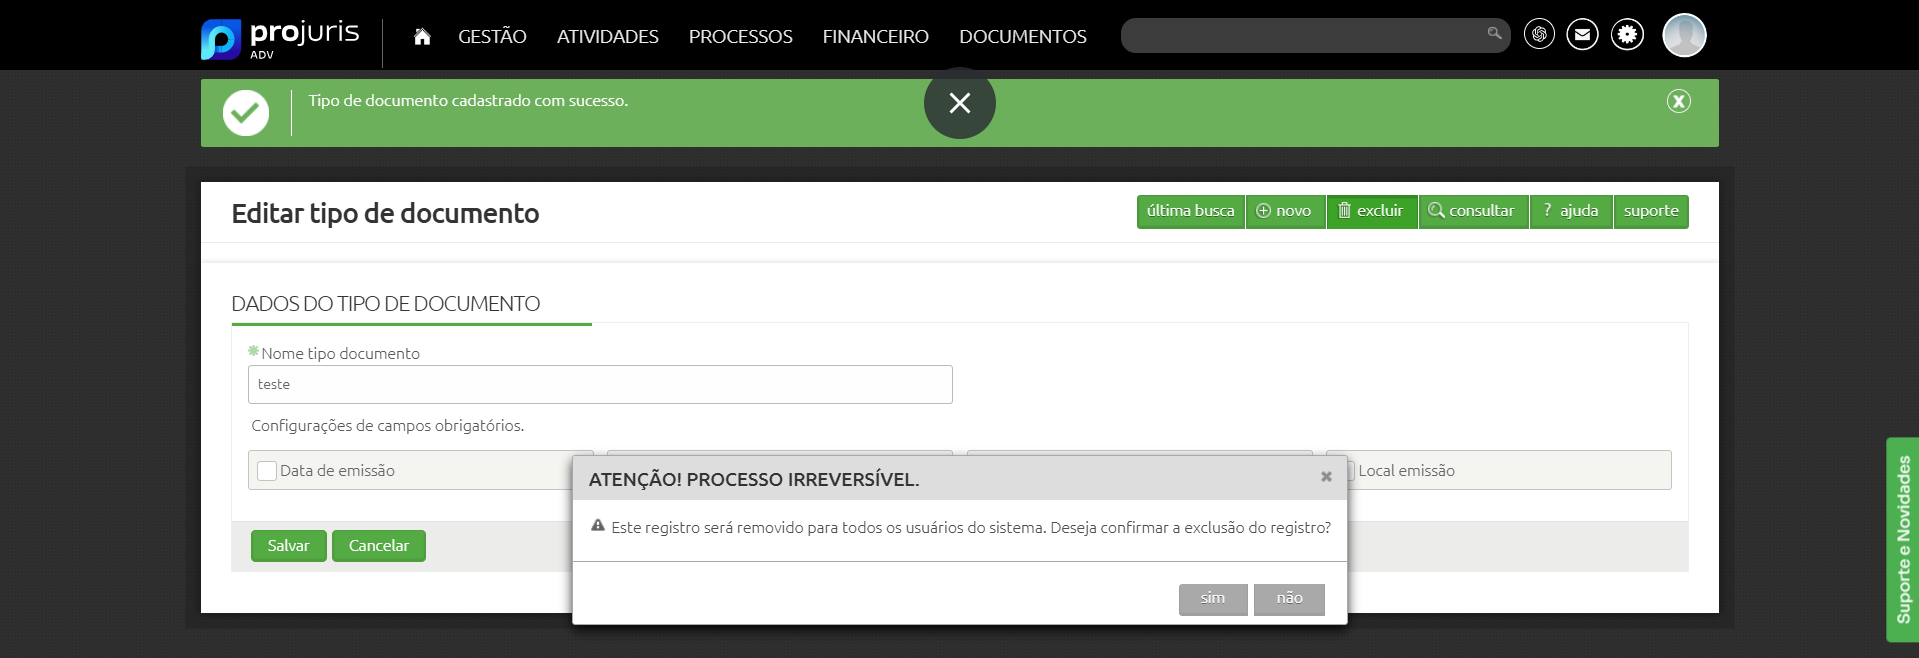 projuris
ADV
GESTÃO
ATIVIDADES
PROCESSOS
FINANCEIRO
DOCUMENTOS
Tipo de documento cadastrado com sucesso.
Editar tipo de documento
última busca
novo
excluir
consultar
? ajuda
suporte
DADOS DO TIPO DE DOCUMENTO
Nome tipo documento
teste
Configurações de campos obrigatórios.
Data de emissão
Local emissão
ATENÇÃO! PROCESSO IRREVERSÍVEL.
Este registro será removido para todos os usuários do sistema. Deseja confirmar a exclusão do registro?
sim
não
Salvar
Cancelar
Suporte e Novidades